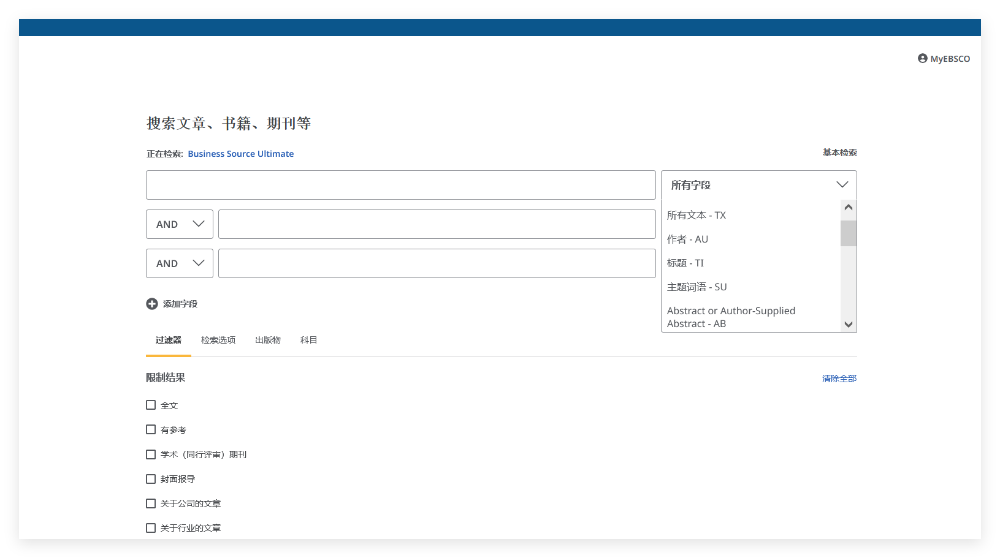 MyEBSCO
搜索文章、书籍、期刊等
正在检索: Business Source Ultimate
基本检索
所有字段
所有文本 - TX
AND
作者 - AU
标题 - TI
AND
主题词语 - SU
添加字段
Abstract or Author-Supplied
Abstract - AB
过滤器 检索选项 出版物 科目
限制结果
清除全部
全文
有参考
学术（同行评审）期刊
封面报导
关于公司的文章
关于行业的文章